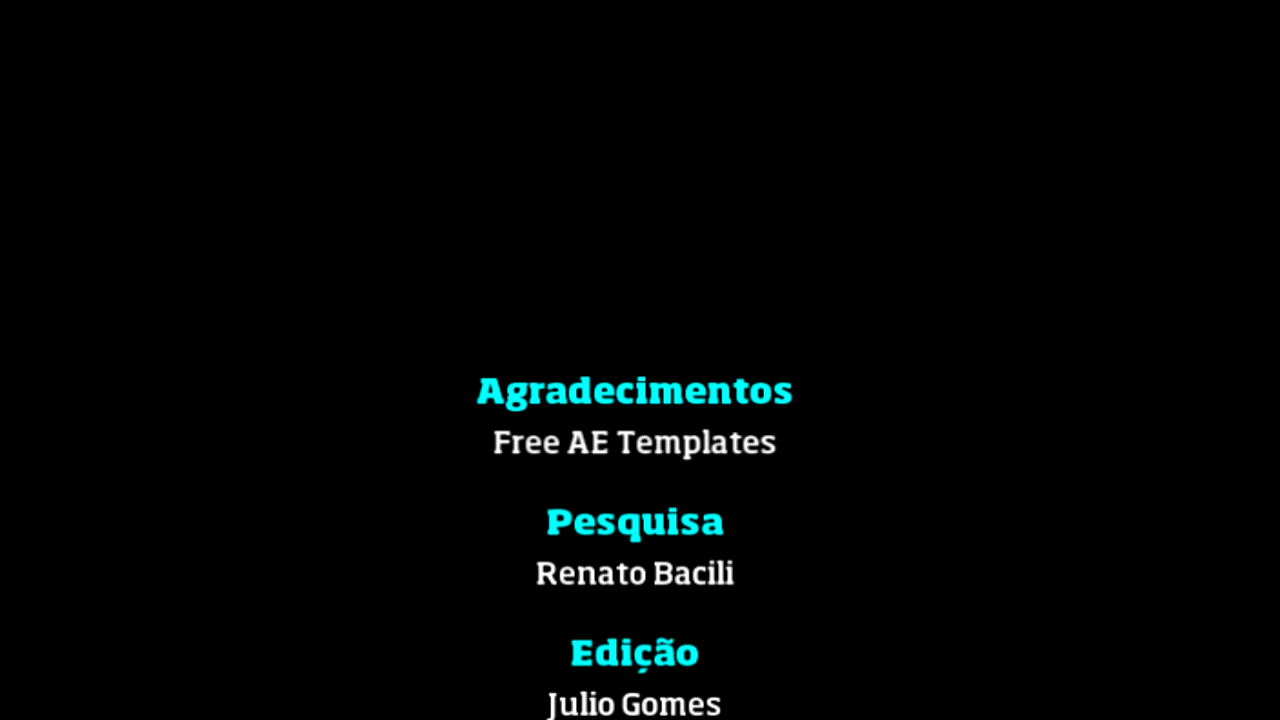 Agradecimentos
Free AE Templates
Pesquisa
Renato Bacili
Edição
Julio Gomes